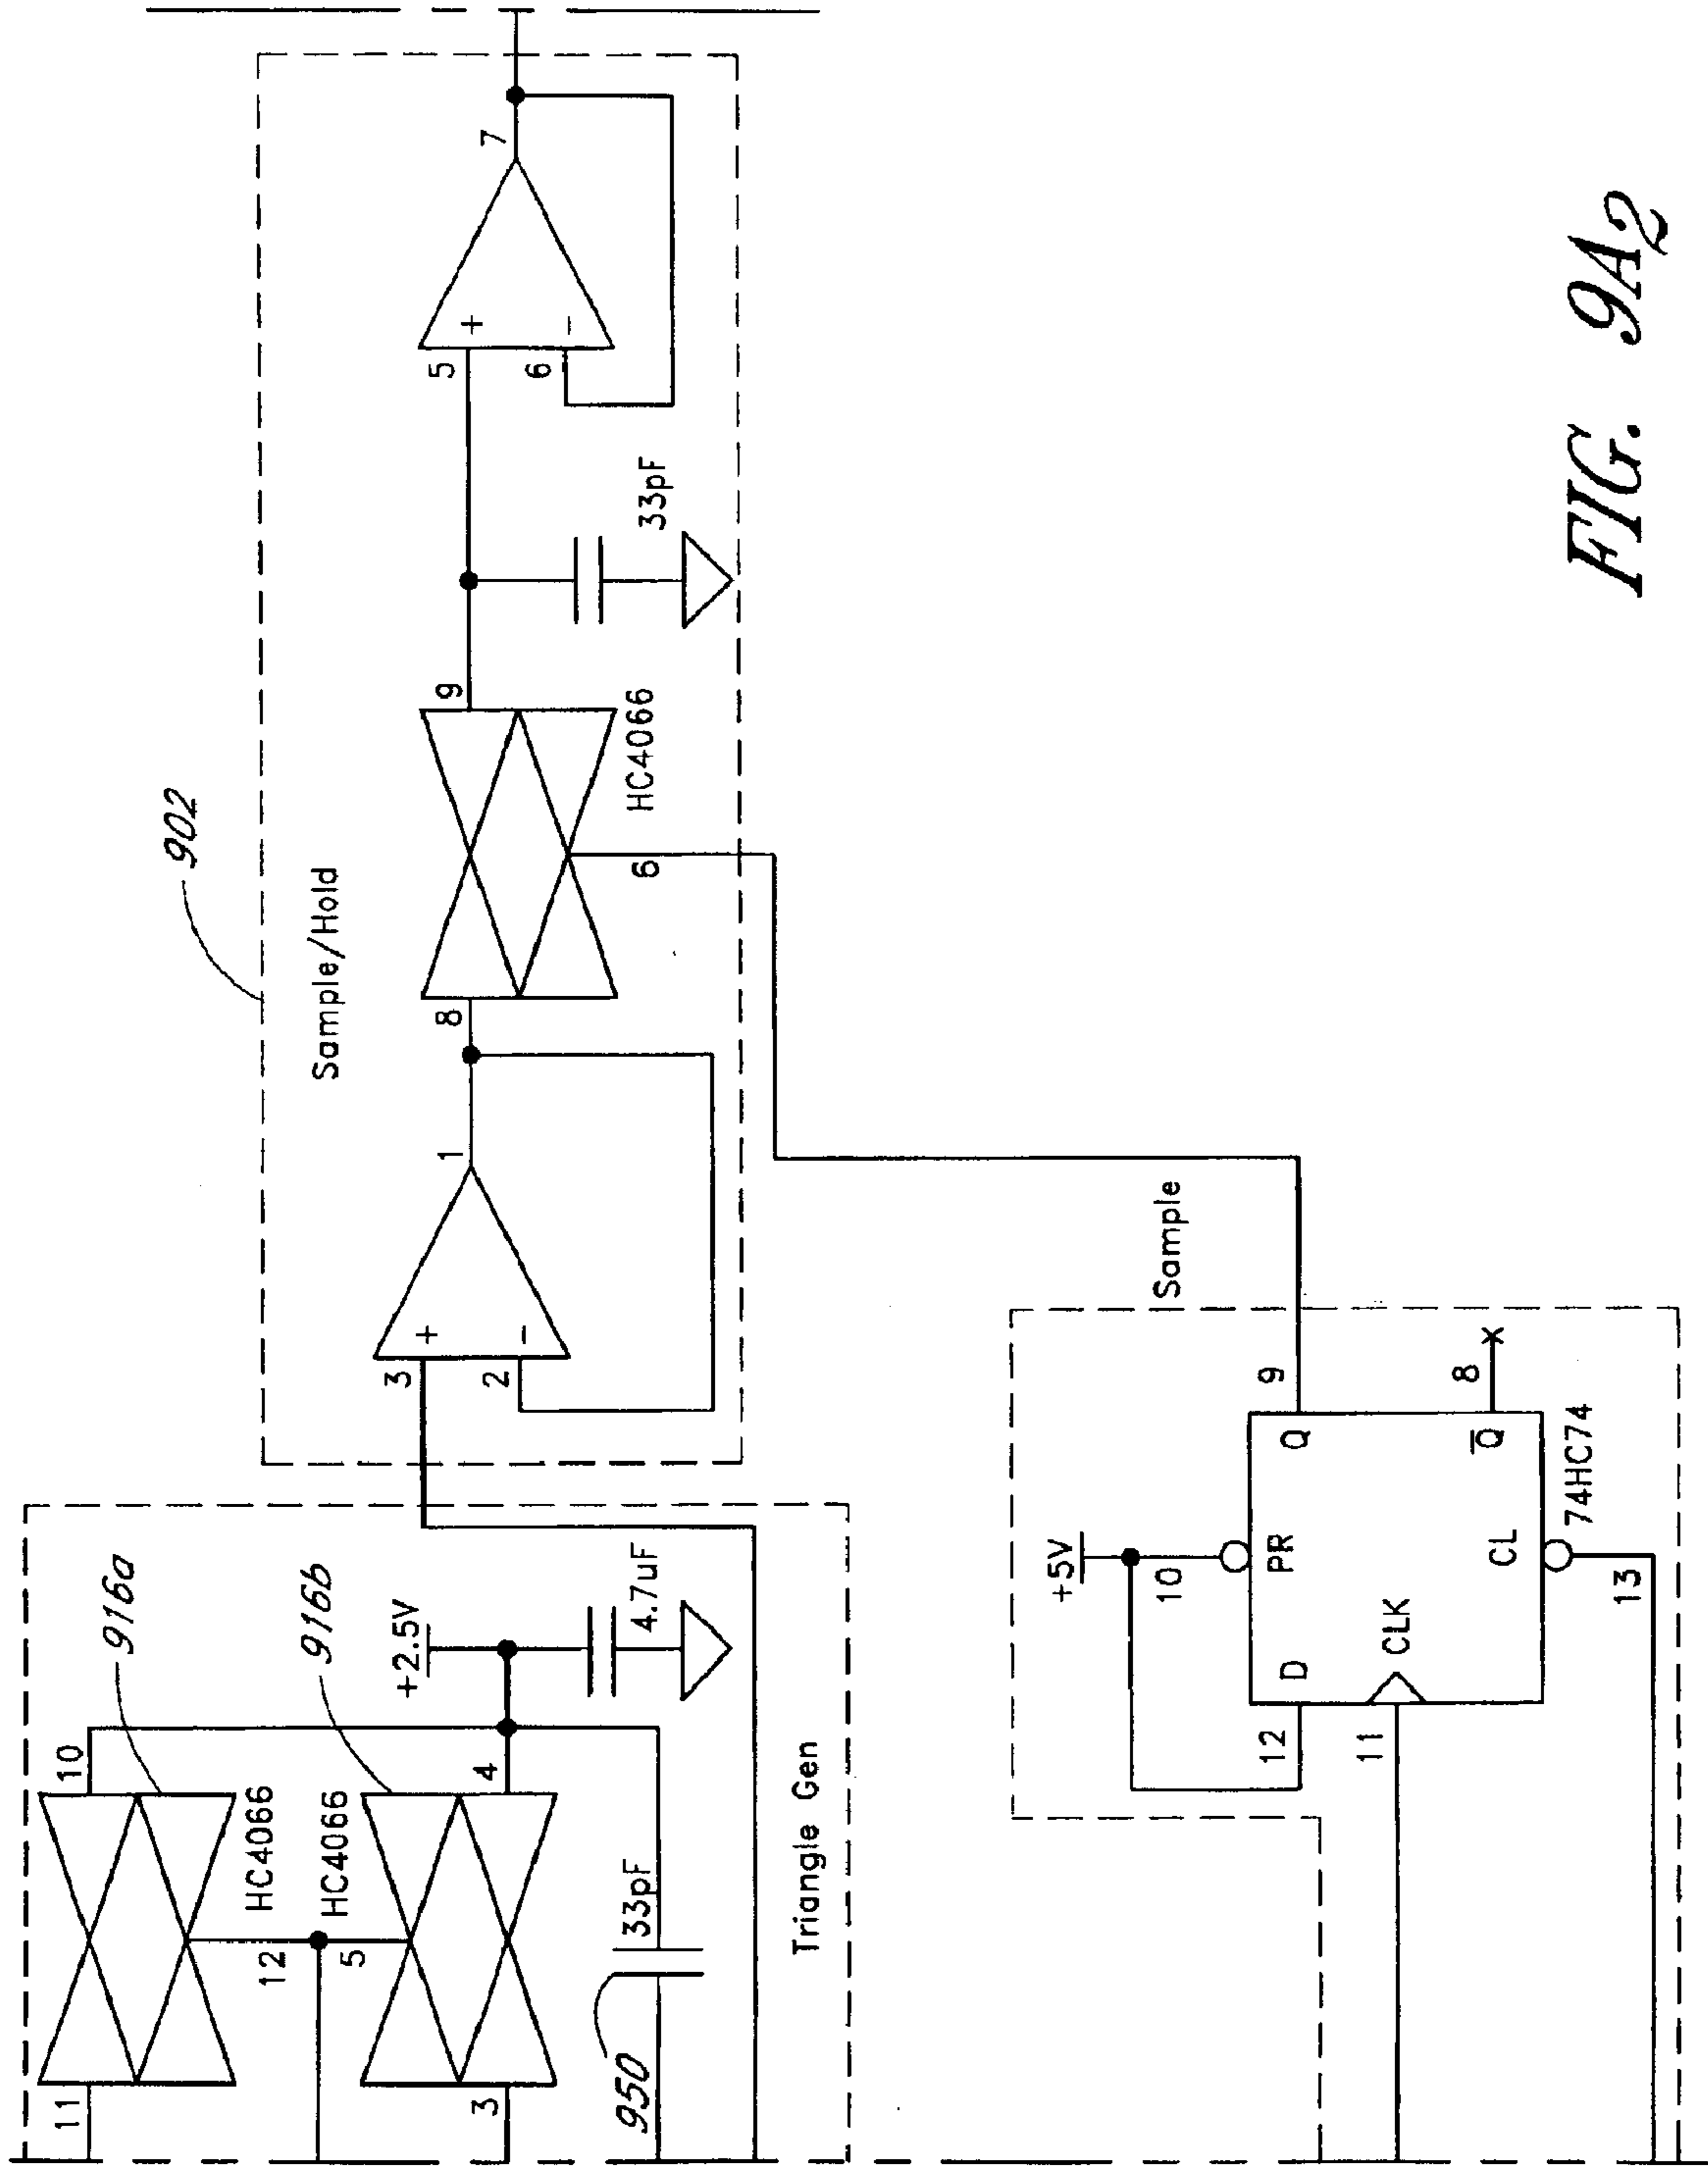 902
Sample/Hold
3
+
2
−
1
8
9
HC4066
6
33pF
5
+
6
−
7
916a
11
10
12
HC4066
HC4066
5
916b
3
4
+2.5V
4.7uF
33pF
950
Triangle Gen
Sample
+5V
10
PR
12
D
Q
9
11
CLK
Q̅
8
CL
13
74HC74
FIG. 9A2